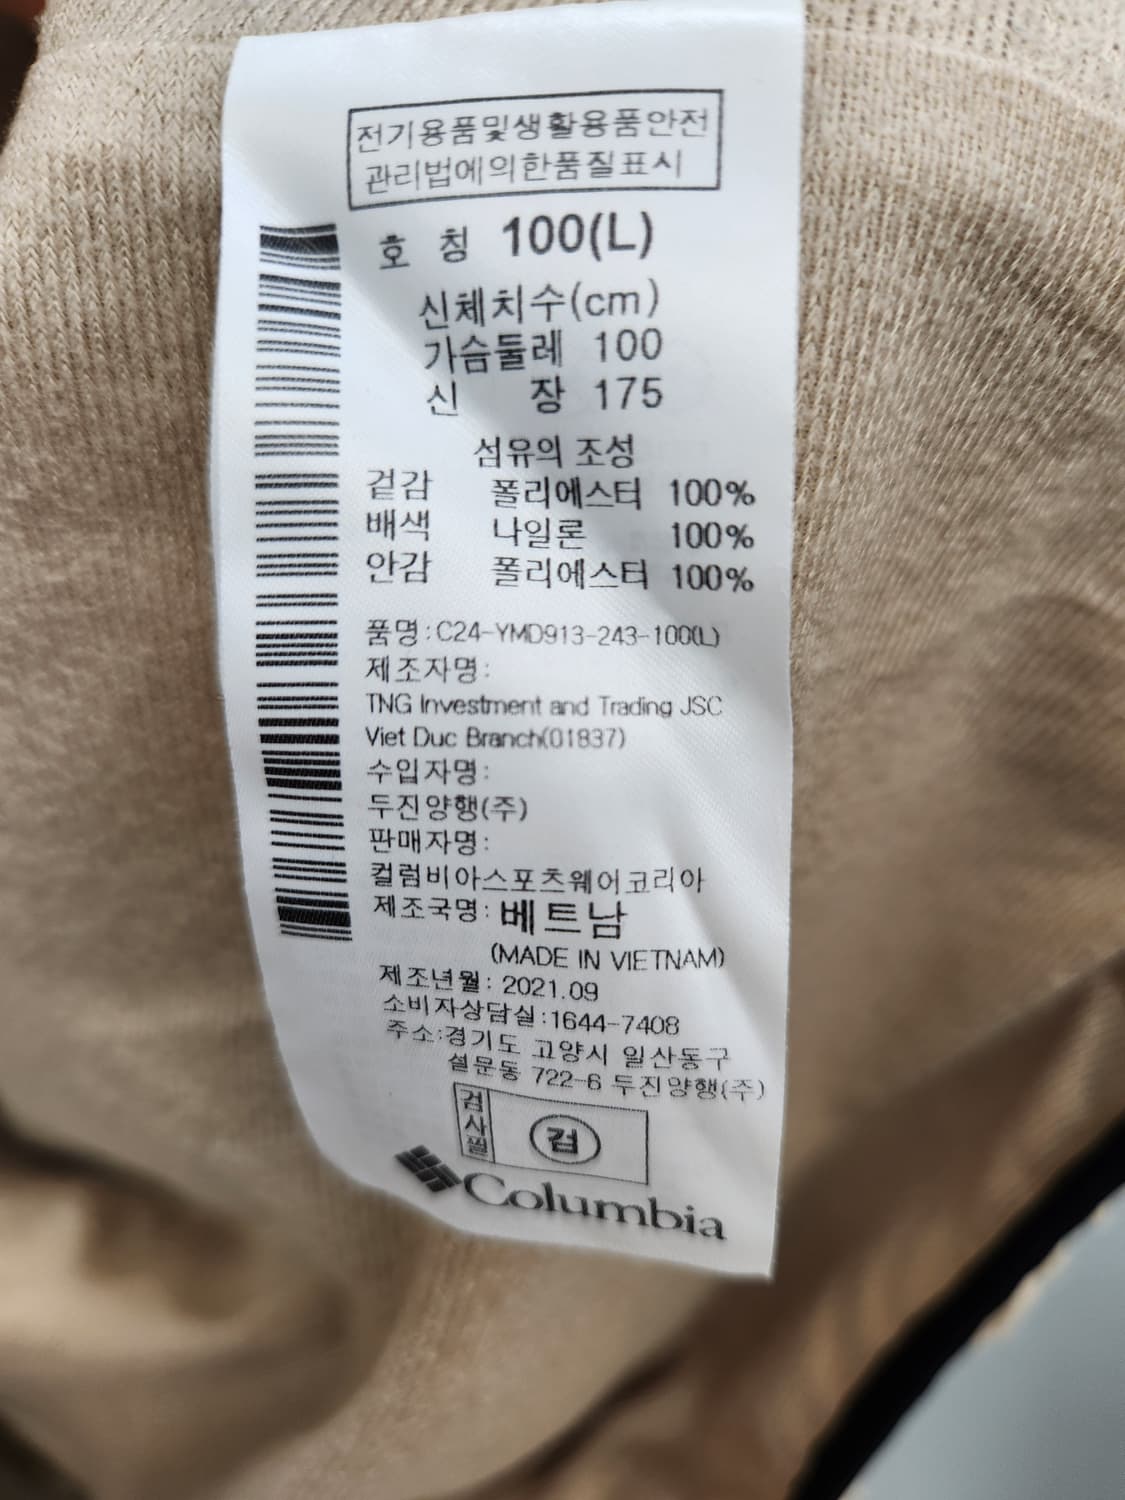 전기용품및생활용품안전
관리법에의한품질표시
호 칭 100(L)
신체치수(cm)
가슴둘레 100
신 장 175
섬유의 조성
겉감 폴리에스터 100%
배색 나일론 100%
안감 폴리에스터 100%
품명:C24-YMD913-243-100(L)
제조자명:
TNG Investment and Trading JSC
Viet Duc Branch(01837)
수입자명:
두진양행(주)
판매자명:
컬럼비아스포츠웨어코리아
제조국명: 베트남
(MADE IN VIETNAM)
제조년월: 2021.09
소비자상담실:1644-7408
주소:경기도 고양시 일산동구
설문동 722-6 두진양행(주)
검사필 검
Columbia